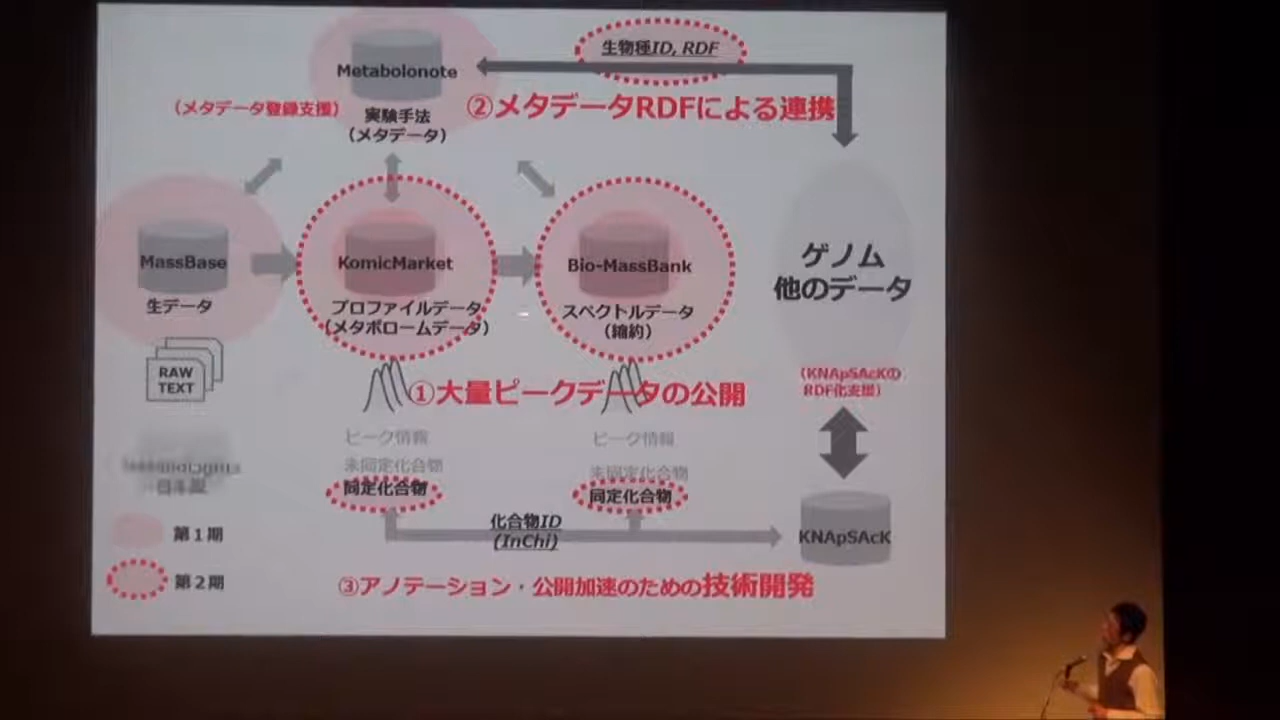 生物種ID, RDF
Metabolonote
(メタデータ登録支援)
②メタデータRDFによる連携
実験手法
(メタデータ)
MassBase
KomicMarket
Bio-MassBank
ゲノム
他のデータ
生データ
プロファイルデータ
(メタボロームデータ)
スペクトルデータ
(縮約)
RAW
TEXT
(KNApSAcKの
RDF化支援)
①大量ピークデータの公開
ピーク情報
ピーク情報
未同定化合物
未同定化合物
同定化合物
同定化合物
化合物ID
(InChi)
KNApSAcK
第1期
第2期
③アノテーション・公開加速のための技術開発